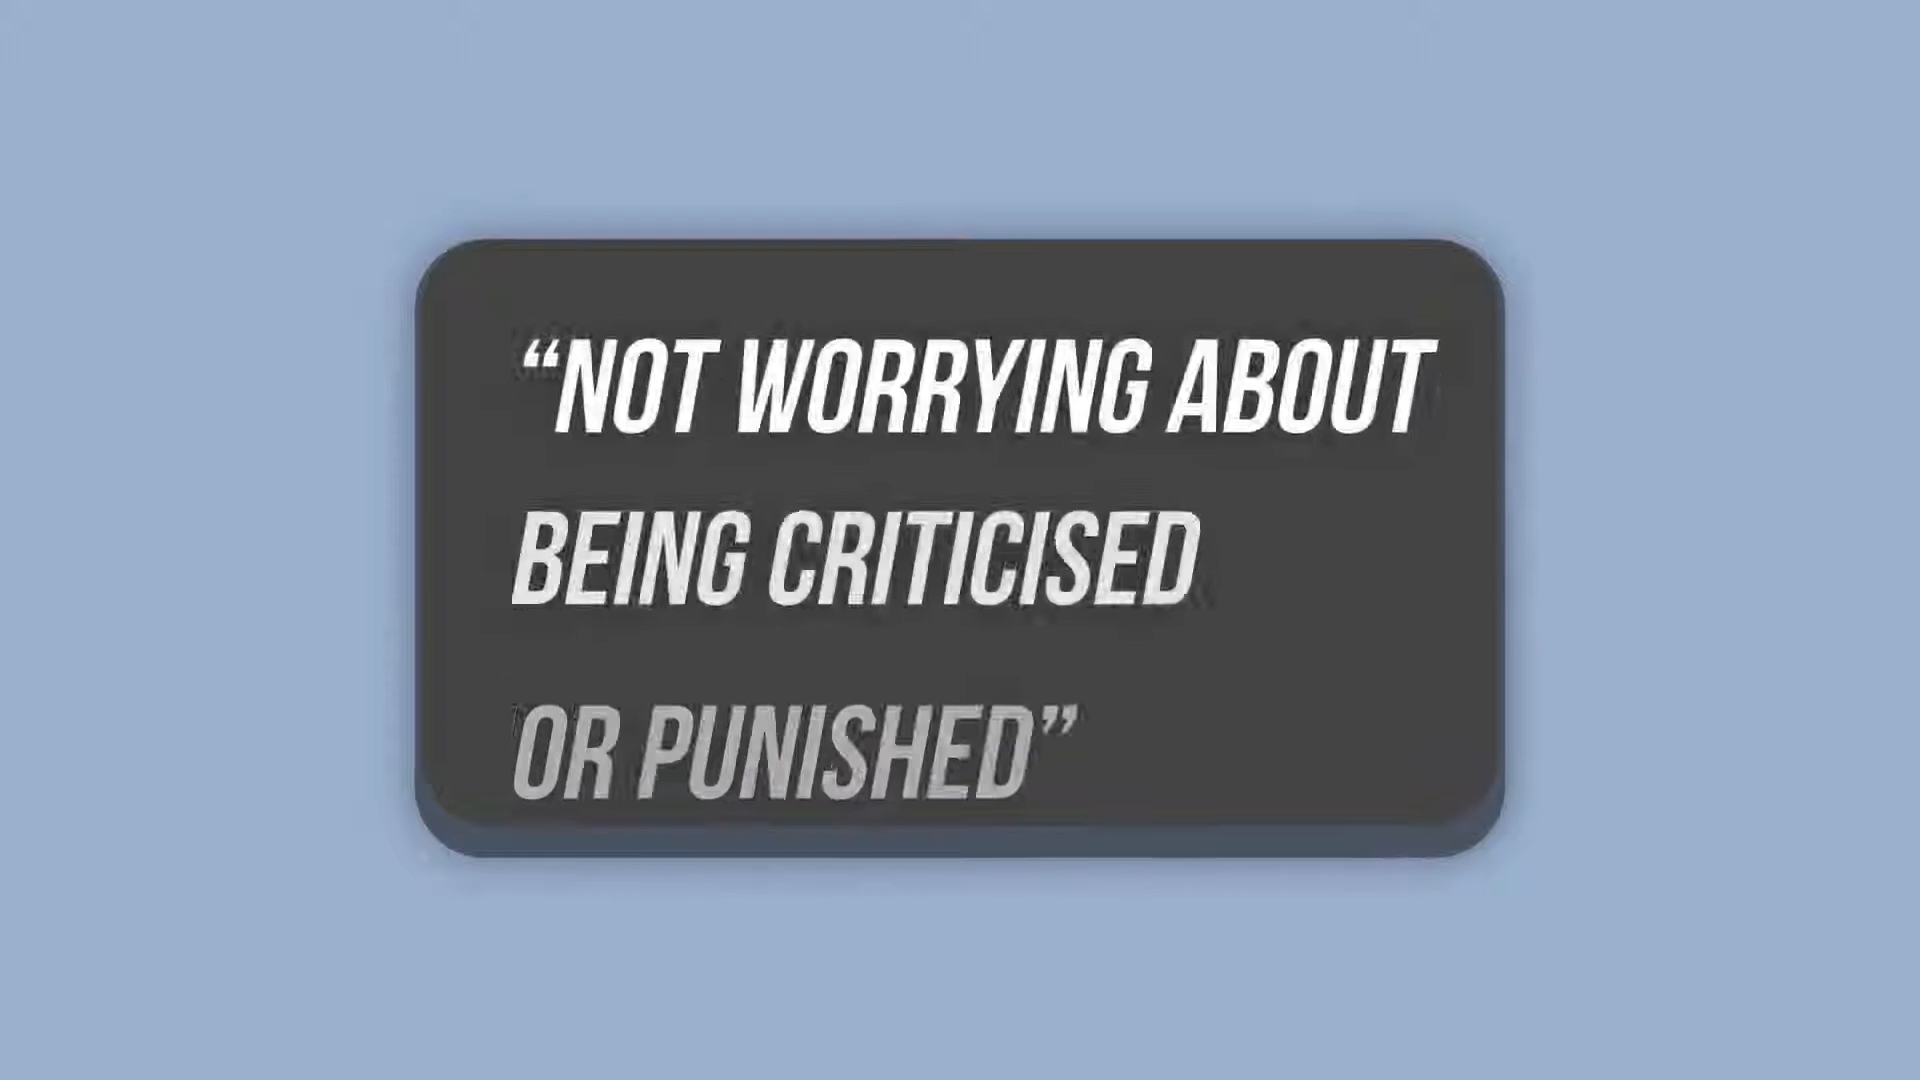 “NOT WORRYING ABOUT
BEING CRITICISED
OR PUNISHED”